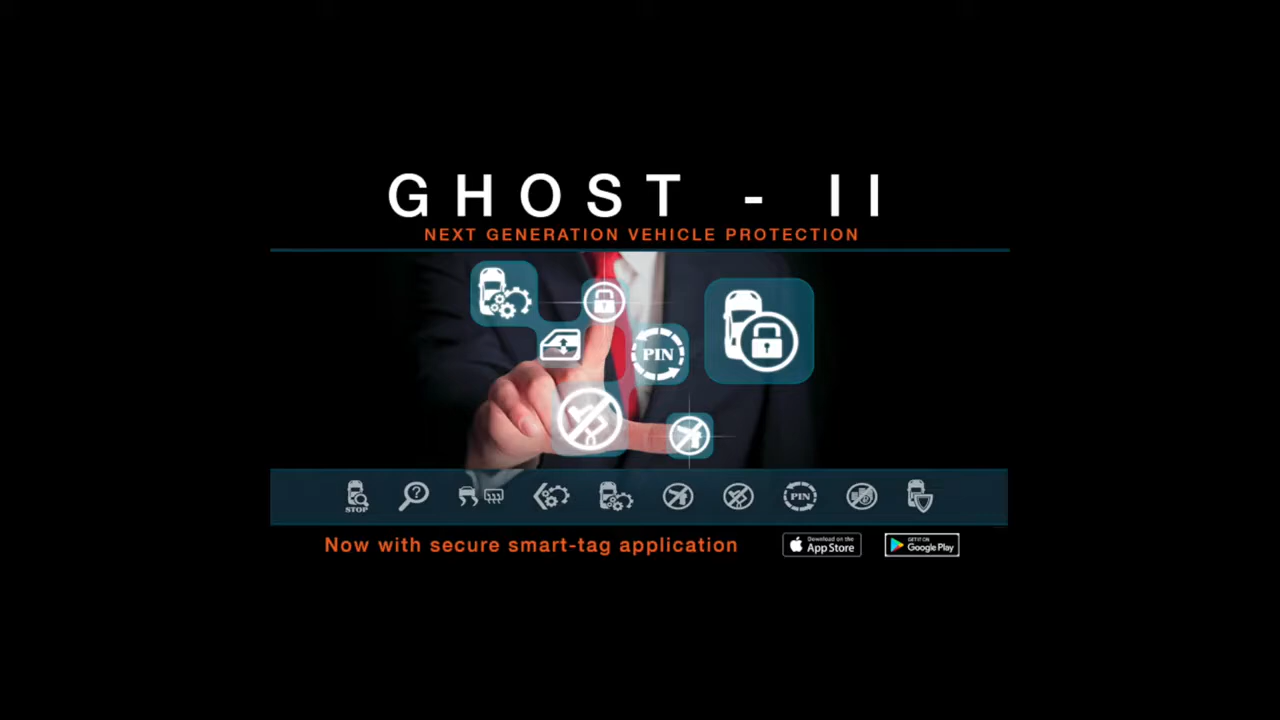 GHOST - II
NEXT GENERATION VEHICLE PROTECTION
PIN
STOP
?
PIN
Now with secure smart-tag application
Download on the
App Store
GET IT ON
Google Play